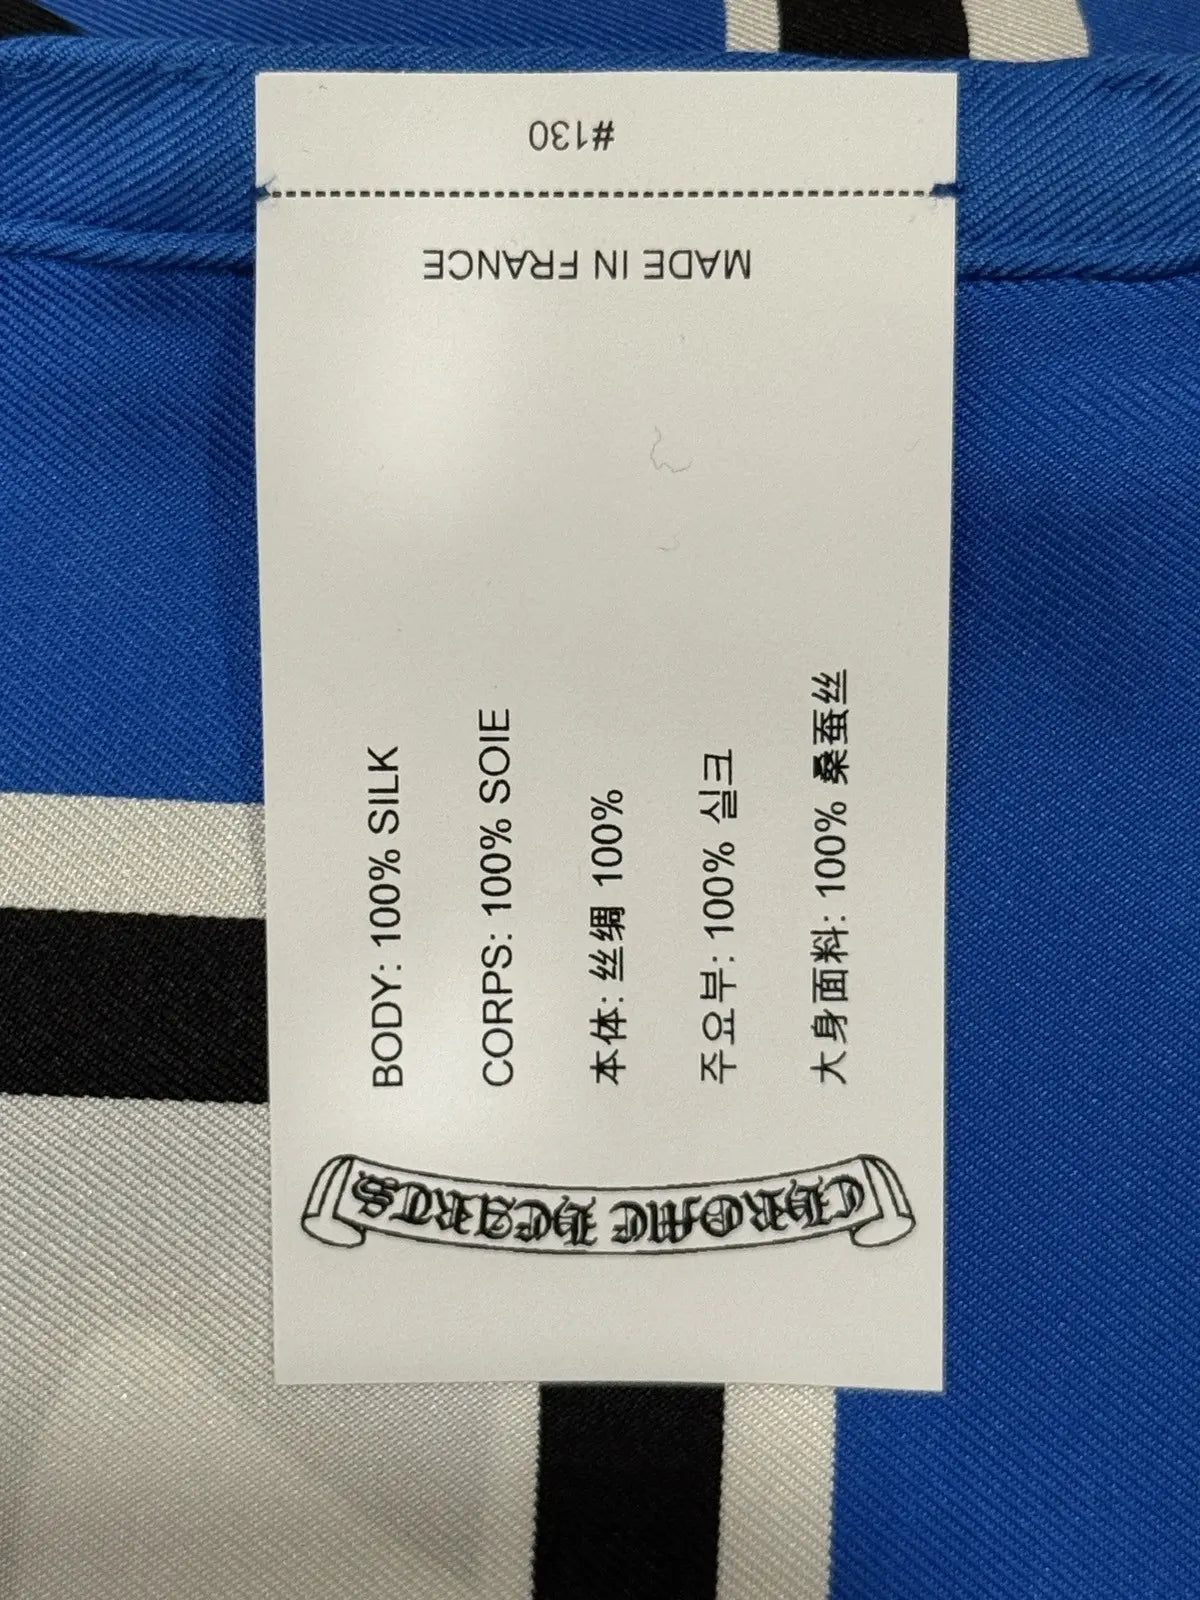 #130
MADE IN FRANCE
BODY: 100% SILK
CORPS: 100% SOIE
本体: 丝绸 100%
주요부: 100% 실크
大身面料: 100% 桑蚕丝
CHROME HEARTS